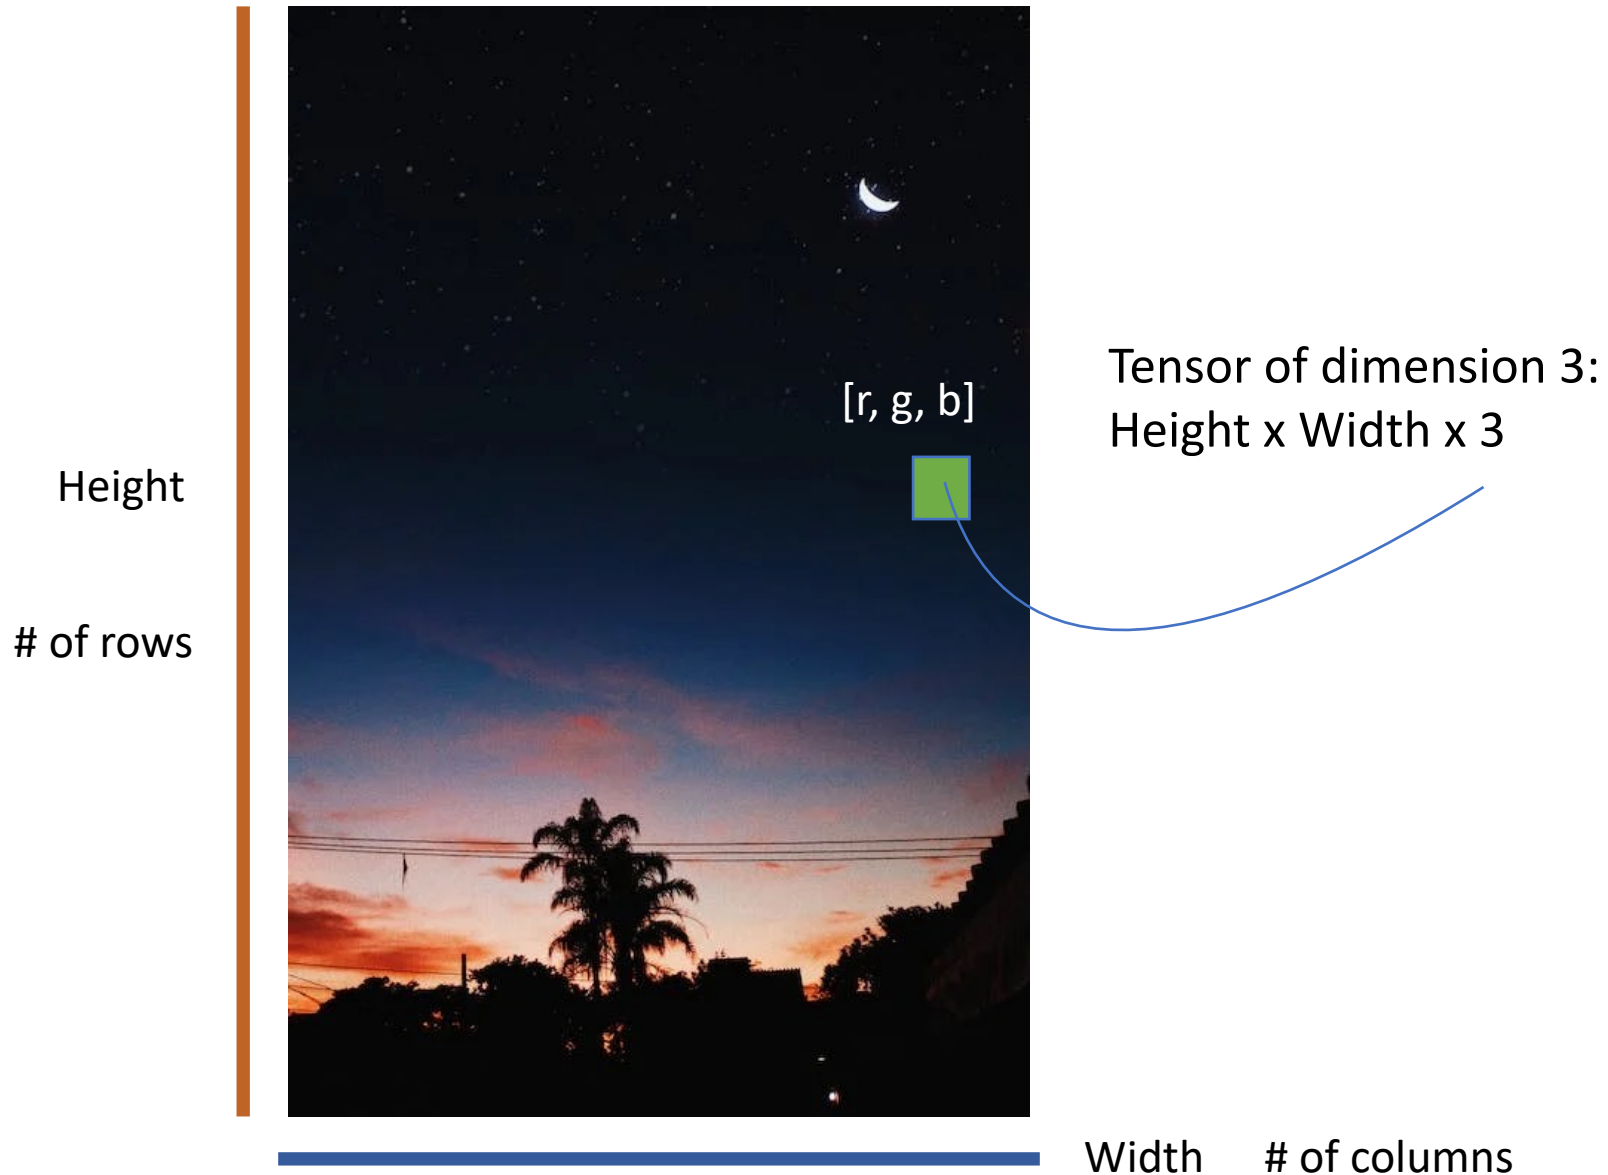 [r, g, b]
Tensor of dimension 3:
Height x Width x 3
Height
# of rows
Width # of columns